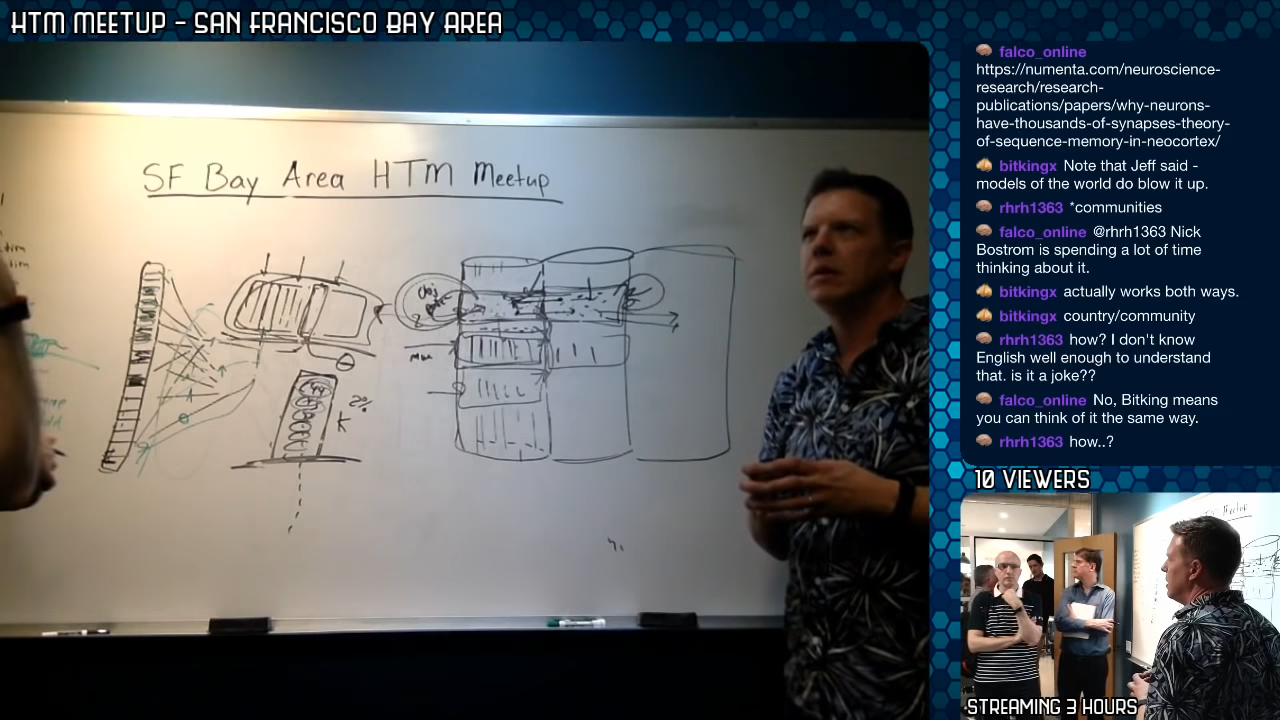 HTM MEETUP - SAN FRANCISCO BAY AREA
SF Bay Area HTM Meetup
2%
K
falco_online
https://numenta.com/neuroscience-
research/research-
publications/papers/why-neurons-
have-thousands-of-synapses-theory-
of-sequence-memory-in-neocortex/
bitkingx Note that Jeff said -
models of the world do blow it up.
rhrh1363 *communities
falco_online @rhrh1363 Nick
Bostrom is spending a lot of time
thinking about it.
bitkingx actually works both ways.
bitkingx country/community
rhrh1363 how? I don't know
English well enough to understand
that. is it a joke??
falco_online No, Bitking means
you can think of it the same way.
rhrh1363 how..?
10 VIEWERS
Meetup
STREAMING 3 HOURS